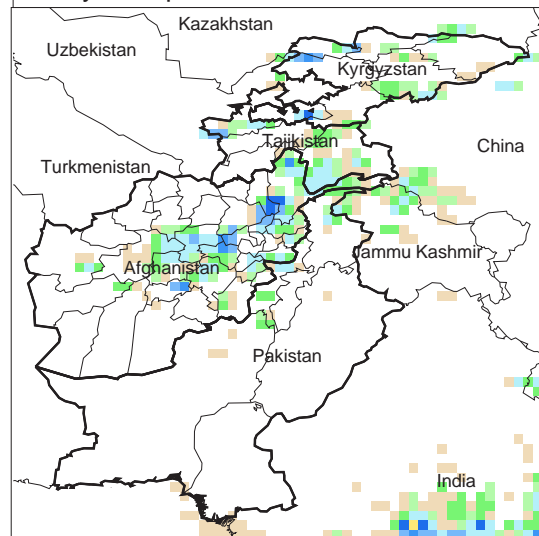 Kazakhstan
Uzbekistan
Kyrgyzstan
Tajikistan
China
Turkmenistan
Jammu Kashmir
Afghanistan
Pakistan
India